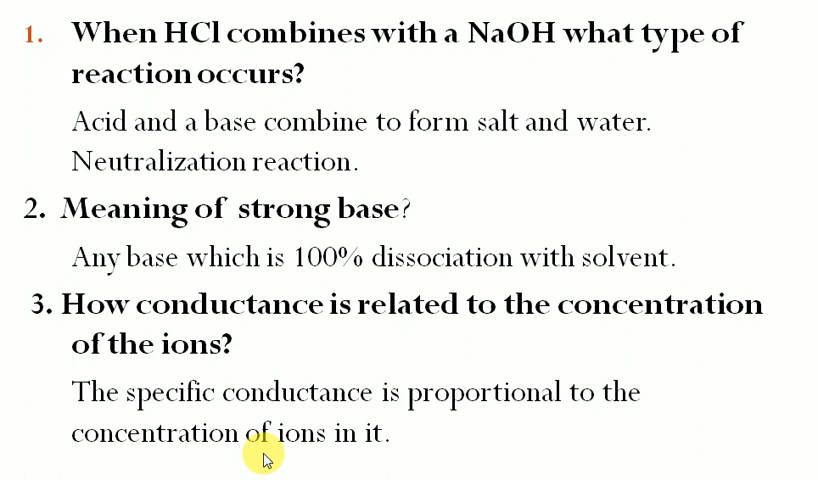 1. When HCl combines with a NaOH what type of
reaction occurs?
Acid and a base combine to form salt and water.
Neutralization reaction.
2. Meaning of strong base?
Any base which is 100% dissociation with solvent.
3. How conductance is related to the concentration
of the ions?
The specific conductance is proportional to the
concentration of ions in it.